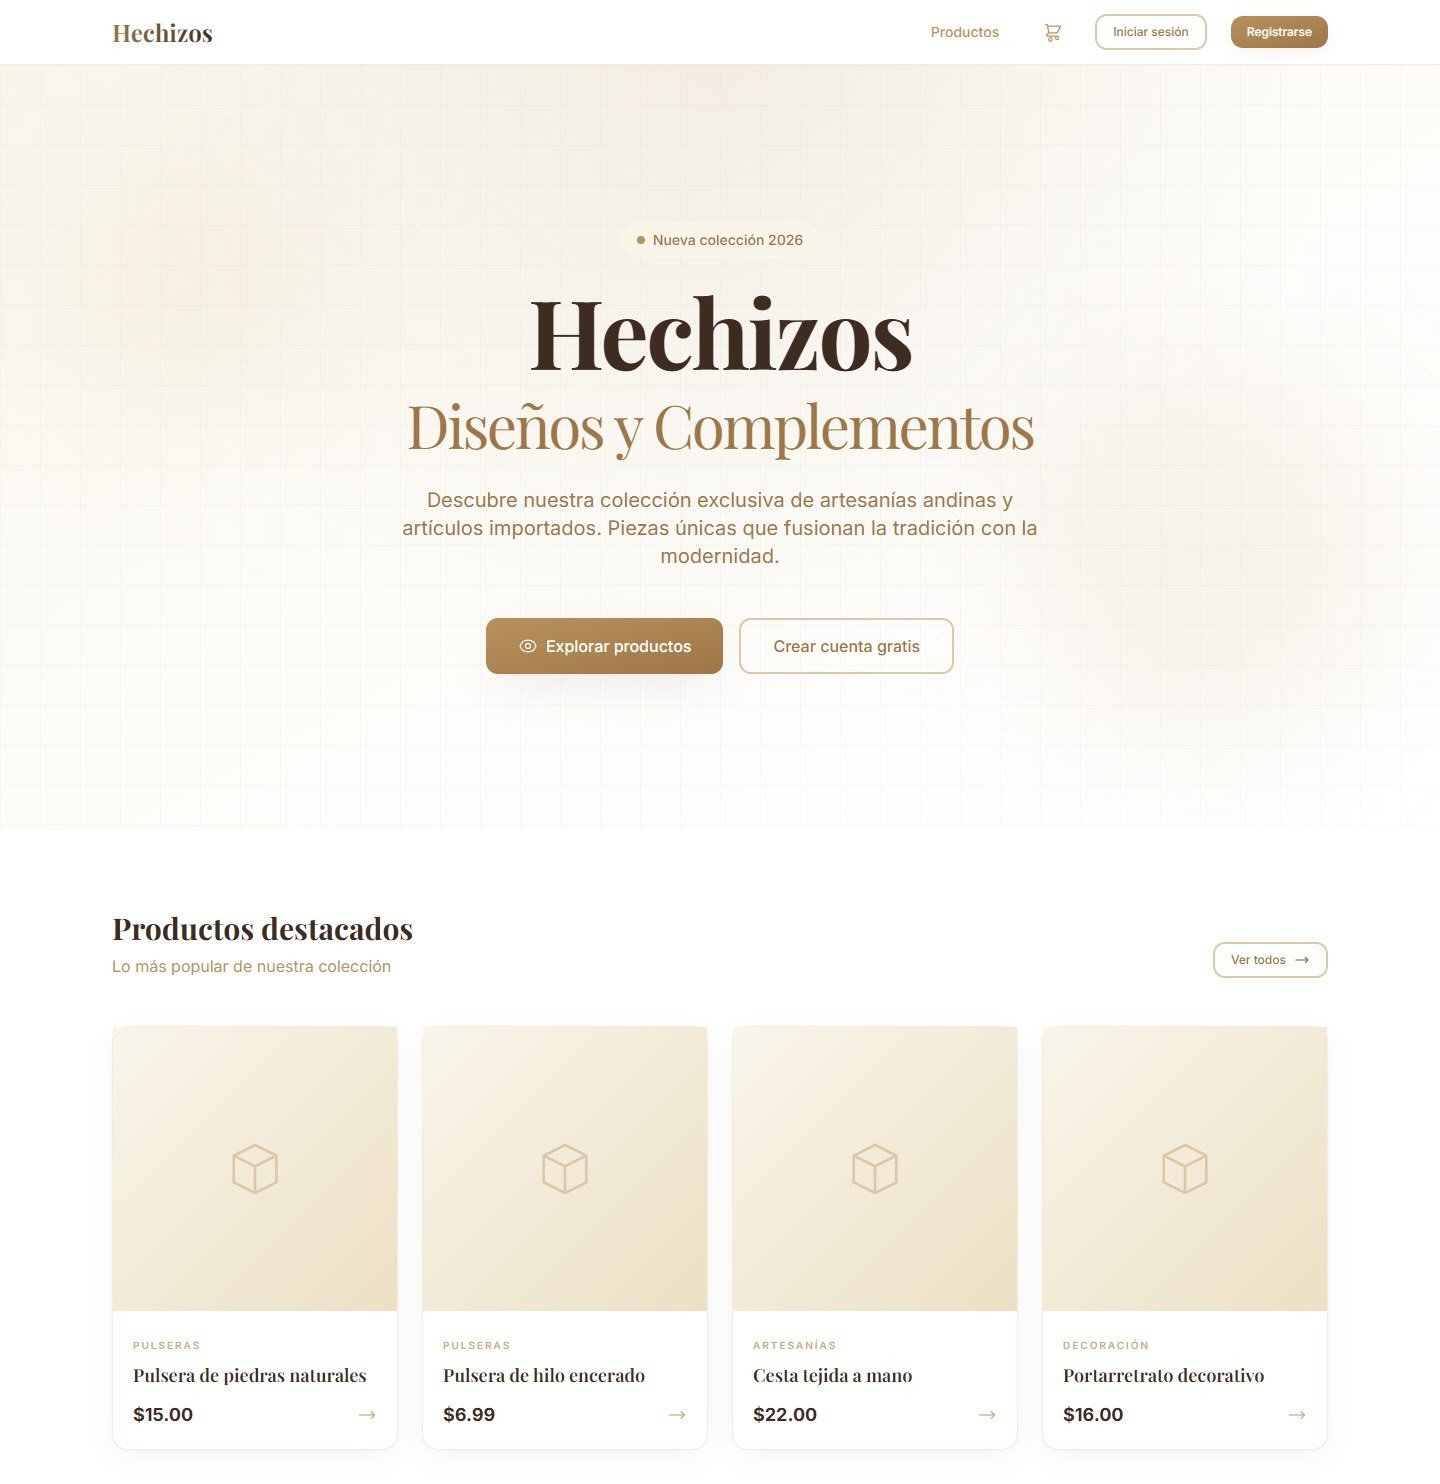 Hechizos
Productos
Iniciar sesión
Registrarse
Nueva colección 2026
Hechizos
Diseños y Complementos
Descubre nuestra colección exclusiva de artesanías andinas y
artículos importados. Piezas únicas que fusionan la tradición con la
modernidad.
Explorar productos
Crear cuenta gratis
Productos destacados
Lo más popular de nuestra colección
Ver todos
PULSERAS
Pulsera de piedras naturales
$15.00
PULSERAS
Pulsera de hilo encerado
$6.99
ARTESANÍAS
Cesta tejida a mano
$22.00
DECORACIÓN
Portarretrato decorativo
$16.00